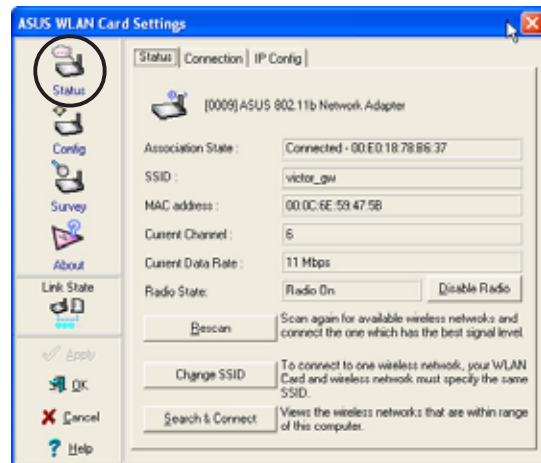 ASUS WLAN Card Settings
Status
Config
Survey
About
Link State
Apply
OK
Cancel
Help
Status Connection IP Config
[0009] ASUS 802.11b Network Adapter
Association State : Connected - 00:E0:18:78:B6:37
SSID : victor_gw
MAC address : 00:0C:6E:59:47:5B
Current Channel : 6
Current Data Rate : 11 Mbps
Radio State: Radio On Disable Radio
Rescan
Scan again for available wireless networks and
connect the one which has the best signal level.
Change SSID
To connect to one wireless network, your WLAN
Card and wireless network must specify the same
SSID.
Search & Connect
Views the wireless networks that are within range
of this computer.